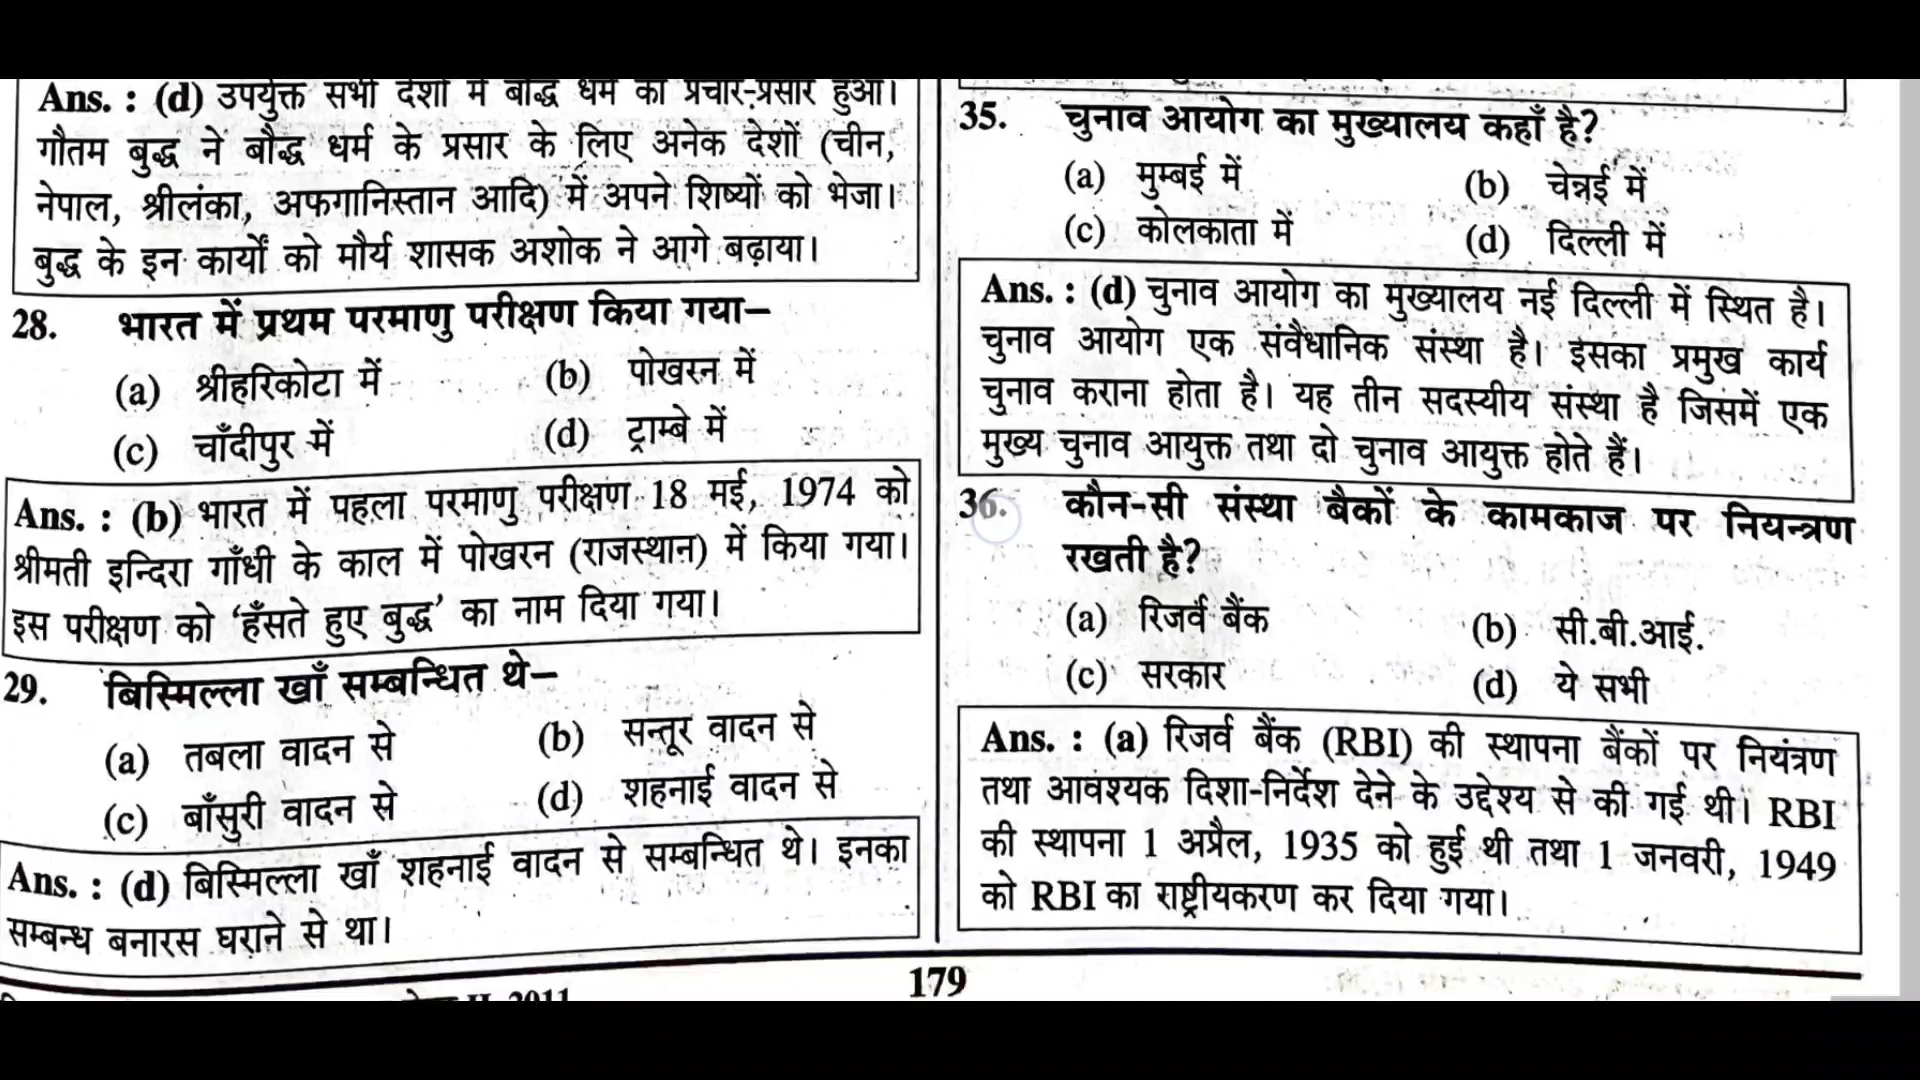 Ans. : (d) उपर्युक्त सभी देशों में बौद्ध धर्म का प्रचार-प्रसार हुआ।
गौतम बुद्ध ने बौद्ध धर्म के प्रसार के लिए अनेक देशों (चीन,
नेपाल, श्रीलंका, अफगानिस्तान आदि) में अपने शिष्यों को भेजा।
बुद्ध के इन कार्यों को मौर्य शासक अशोक ने आगे बढ़ाया।
28. भारत में प्रथम परमाणु परीक्षण किया गया–
(a) श्रीहरिकोटा में (b) पोखरन में
(c) चाँदीपुर में (d) ट्राम्बे में
Ans. : (b) भारत में पहला परमाणु परीक्षण 18 मई, 1974 को
श्रीमती इन्दिरा गाँधी के काल में पोखरन (राजस्थान) में किया गया।
इस परीक्षण को ‘हँसते हुए बुद्ध’ का नाम दिया गया।
29. बिस्मिल्ला खाँ सम्बन्धित थे–
(a) तबला वादन से (b) सन्तूर वादन से
(c) बाँसुरी वादन से (d) शहनाई वादन से
Ans. : (d) बिस्मिल्ला खाँ शहनाई वादन से सम्बन्धित थे। इनका
सम्बन्ध बनारस घराने से था।
35. चुनाव आयोग का मुख्यालय कहाँ है?
(a) मुम्बई में (b) चेन्नई में
(c) कोलकाता में (d) दिल्ली में
Ans. : (d) चुनाव आयोग का मुख्यालय नई दिल्ली में स्थित है।
चुनाव आयोग एक संवैधानिक संस्था है। इसका प्रमुख कार्य
चुनाव कराना होता है। यह तीन सदस्यीय संस्था है जिसमें एक
मुख्य चुनाव आयुक्त तथा दो चुनाव आयुक्त होते हैं।
36. कौन-सी संस्था बैकों के कामकाज पर नियन्त्रण
रखती है?
(a) रिजर्व बैंक (b) सी.बी.आई.
(c) सरकार (d) ये सभी
Ans. : (a) रिजर्व बैंक (RBI) की स्थापना बैंकों पर नियंत्रण
तथा आवश्यक दिशा-निर्देश देने के उद्देश्य से की गई थी। RBI
की स्थापना 1 अप्रैल, 1935 को हुई थी तथा 1 जनवरी, 1949
को RBI का राष्ट्रीयकरण कर दिया गया।
179
II, 2011